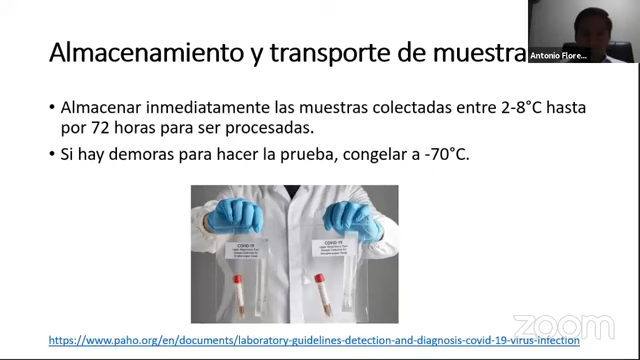 Almacenamiento y transporte de muestra
Antonio Flore...
• Almacenar inmediatamente las muestras colectadas entre 2-8°C hasta
por 72 horas para ser procesadas.
• Si hay demoras para hacer la prueba, congelar a -70°C.
COVID-19
COVID-19
zoom
https://www.paho.org/en/documents/laboratory-guidelines-detection-and-diagnosis-covid-19-virus-infection